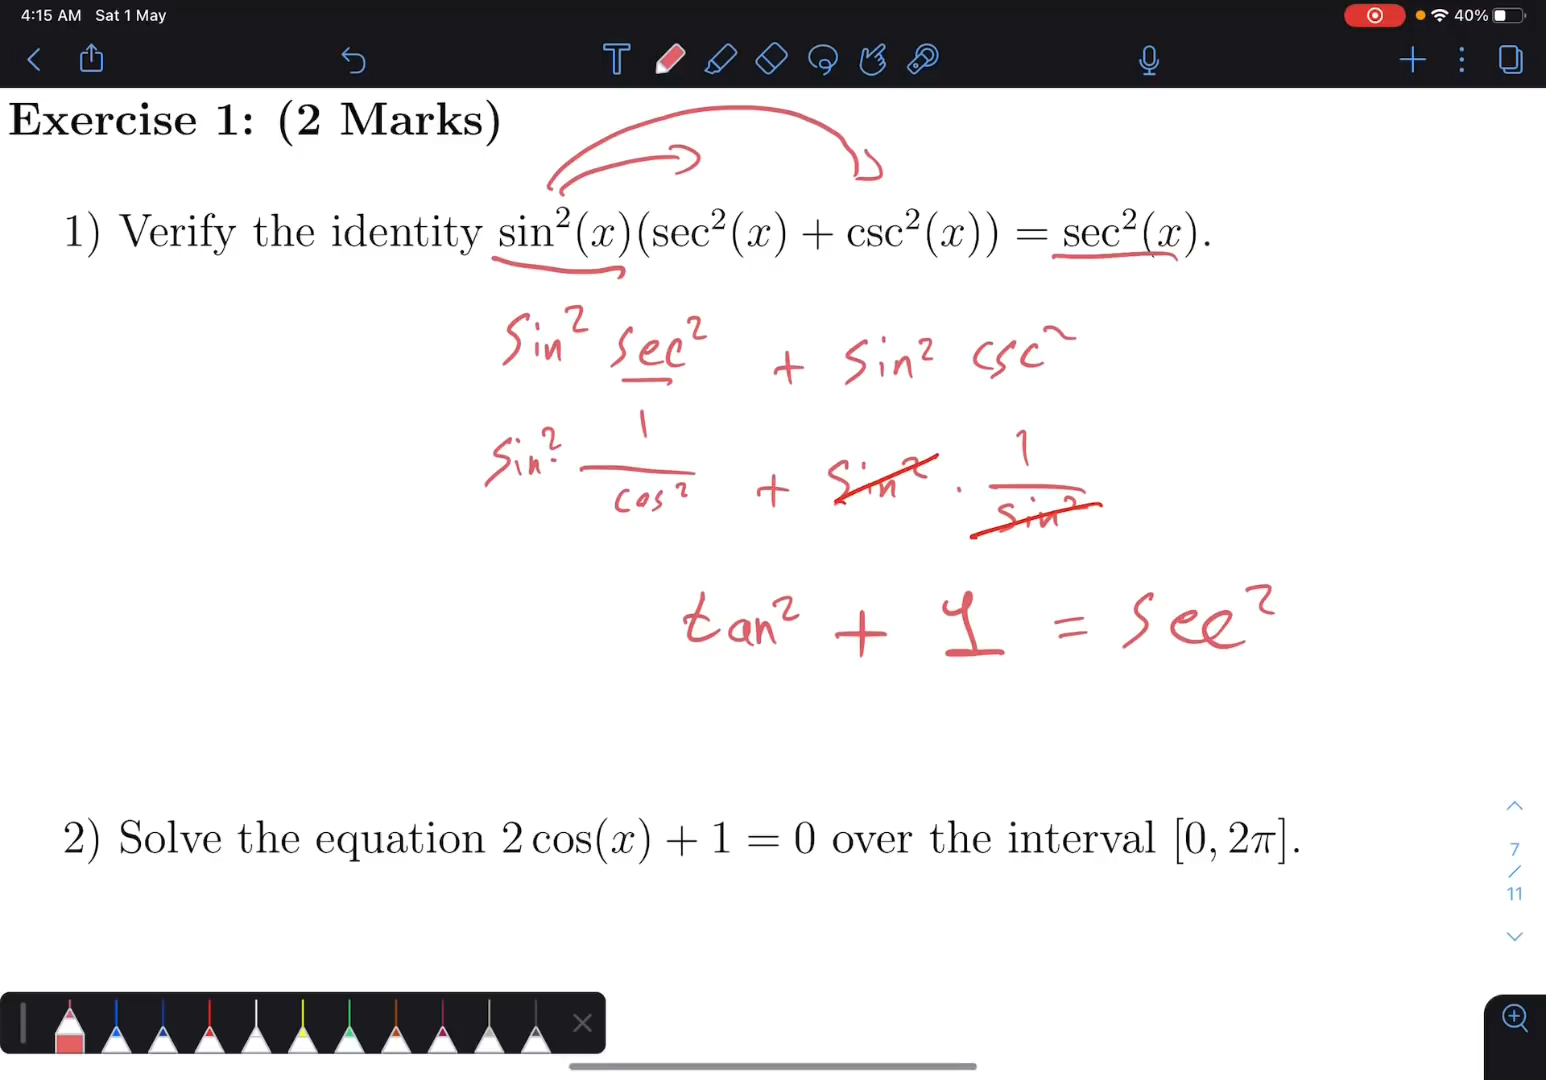 4:15 AM Sat 1 May 40%
Exercise 1: (2 Marks)
1) Verify the identity sin²(x)(sec²(x) + csc²(x)) = sec²(x).
sin² sec² + sin² csc²
sin² · 1/cos² + sin² · 1/sin²
tan² + 1 = sec²
2) Solve the equation 2 cos(x) + 1 = 0 over the interval [0, 2π].
7
/
11